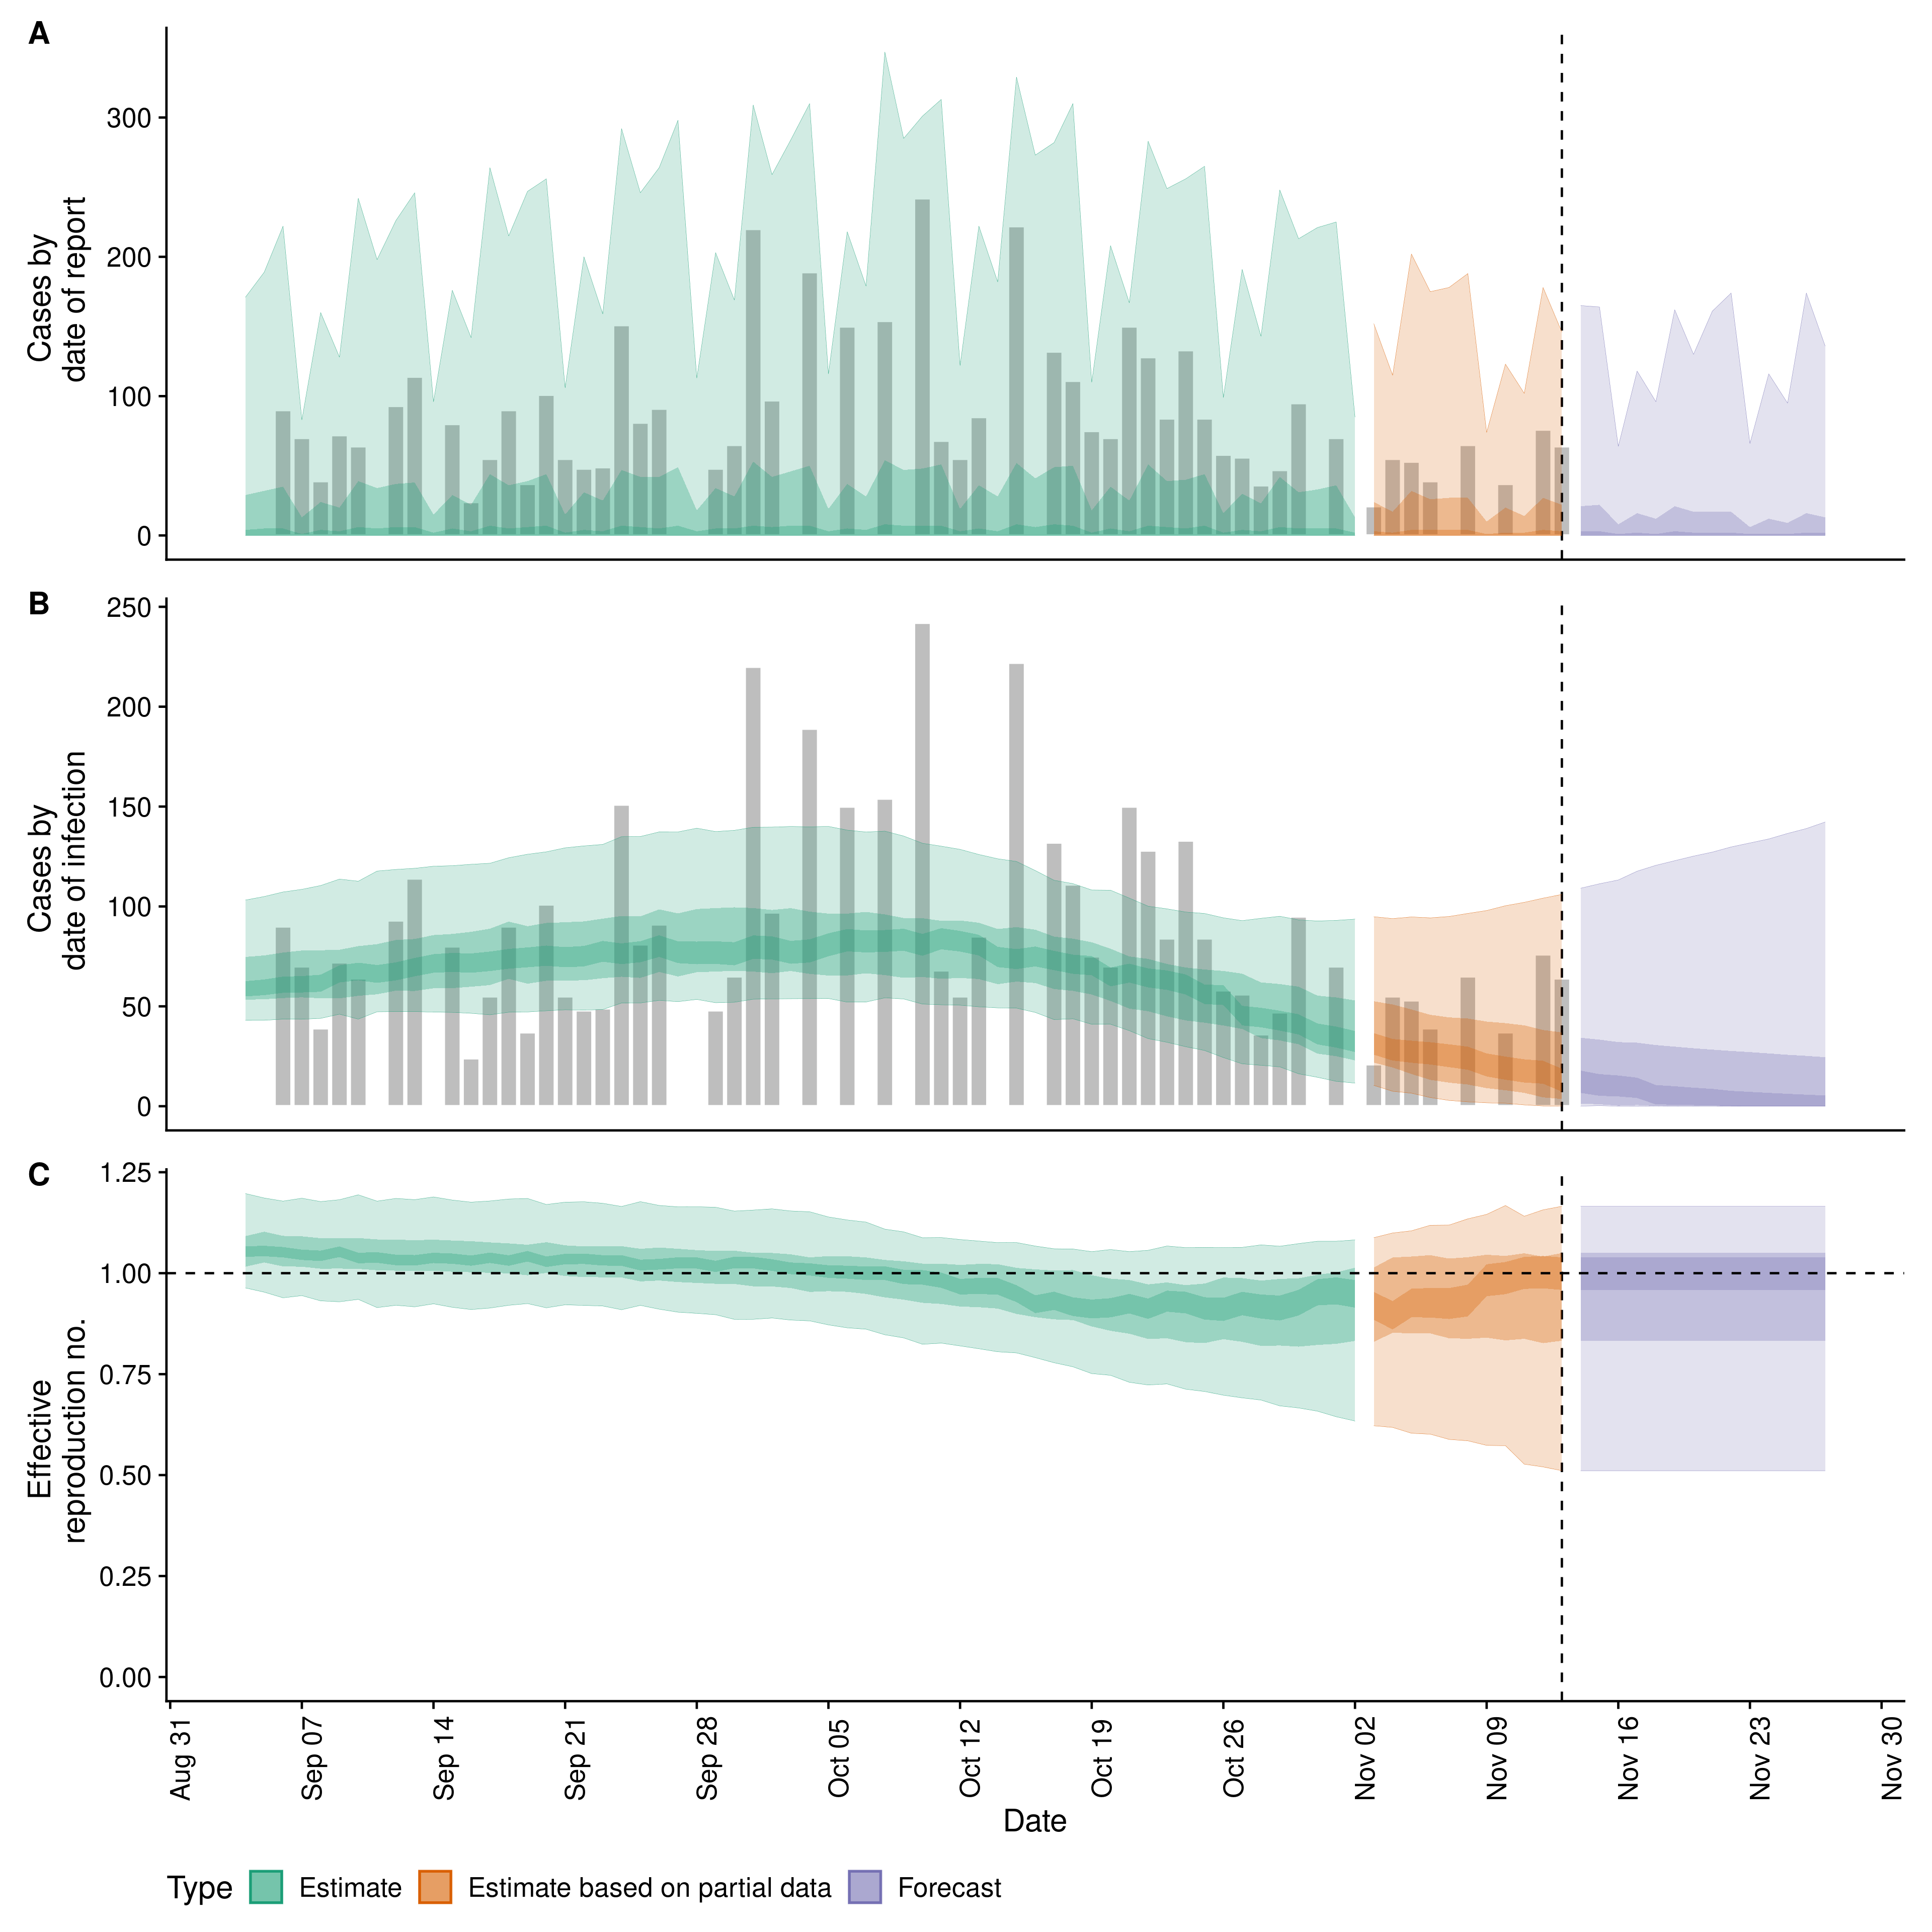 A
Cases by
date of report
300
200
100
0
B
Cases by
date of infection
250
200
150
100
50
0
C
Effective
reproduction no.
1.25
1.00
0.75
0.50
0.25
0.00
Aug 31
Sep 07
Sep 14
Sep 21
Sep 28
Oct 05
Oct 12
Oct 19
Oct 26
Nov 02
Nov 09
Nov 16
Nov 23
Nov 30
Date
Type Estimate Estimate based on partial data Forecast